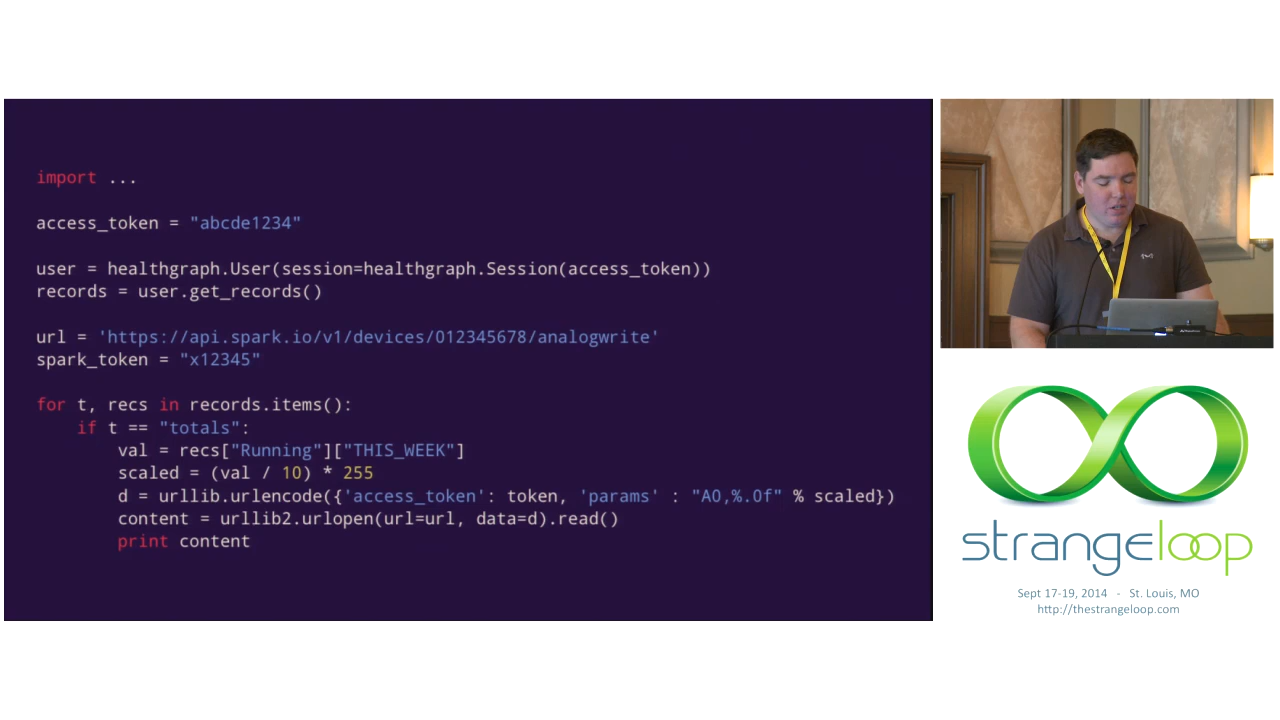 import ...
access_token = "abcde1234"
user = healthgraph.User(session=healthgraph.Session(access_token))
records = user.get_records()
url = 'https://api.spark.io/v1/devices/012345678/analogwrite'
spark_token = "x12345"
for t, recs in records.items():
    if t == "totals":
        val = recs["Running"]["THIS_WEEK"]
        scaled = (val / 10) * 255
        d = urllib.urlencode({'access_token': token, 'params' : "A0,%.0f" % scaled})
        content = urllib2.urlopen(url=url, data=d).read()
        print content
strangeloop
Sept 17-19, 2014 - St. Louis, MO
http://thestrangeloop.com